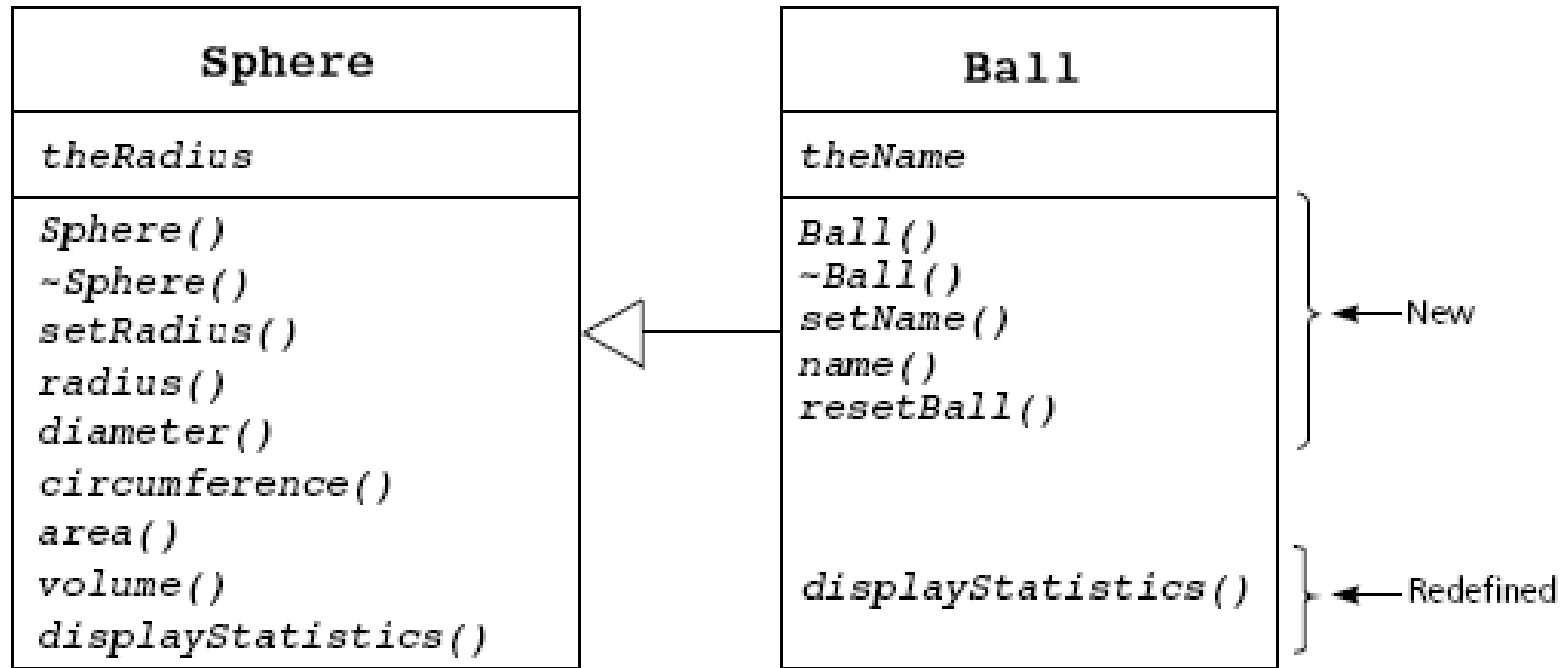 Sphere
theRadius
Sphere()
~Sphere()
setRadius()
radius()
diameter()
circumference()
area()
volume()
displayStatistics()
Ball
theName
Ball()
~Ball()
setName()
name()
resetBall()
displayStatistics()
New
Redefined